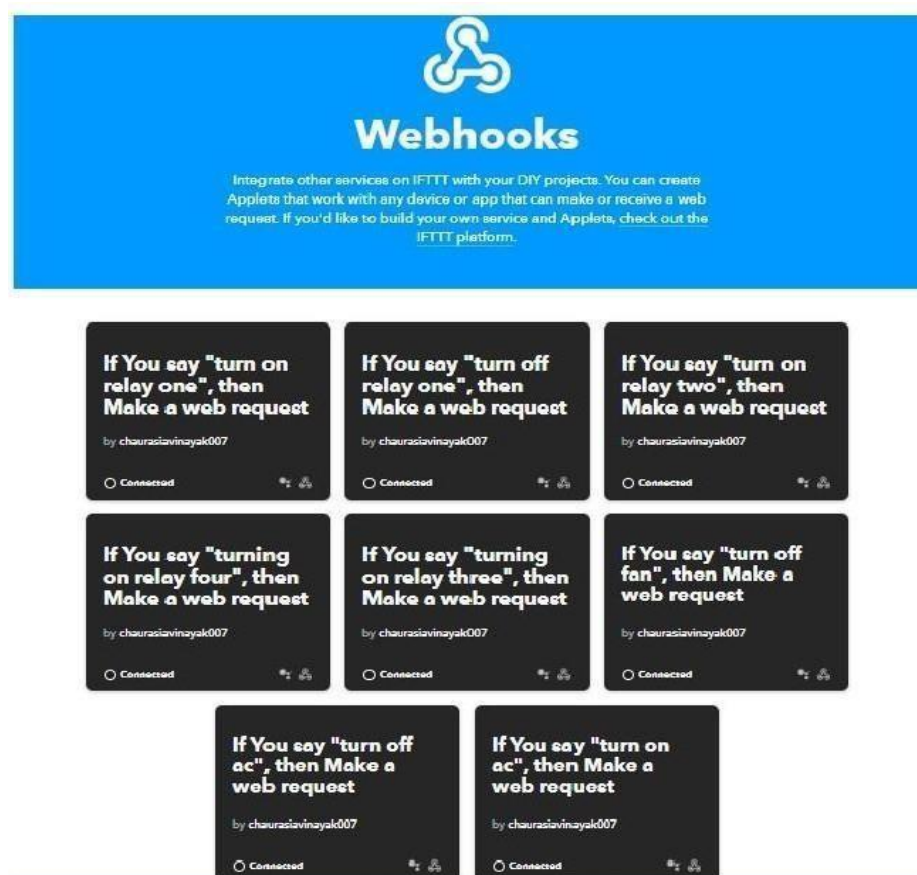 Webhooks
Integrate other services on IFTTT with your DIY projects. You can create
Applets that work with any device or app that can make or receive a web
request. If you'd like to build your own service and Applets, check out the
IFTTT platform.
If You say "turn on
relay one", then
Make a web request
by chaurasiavinayak007
Connected
If You say "turn off
relay one", then
Make a web request
by chaurasiavinayak007
Connected
If You say "turn on
relay two", then
Make a web request
by chaurasiavinayak007
Connected
If You say "turning
on relay four", then
Make a web request
by chaurasiavinayak007
Connected
If You say "turning
on relay three", then
Make a web request
by chaurasiavinayak007
Connected
If You say "turn off
fan", then Make a
web request
by chaurasiavinayak007
Connected
If You say "turn off
ac", then Make a
web request
by chaurasiavinayak007
Connected
If You say "turn on
ac", then Make a
web request
by chaurasiavinayak007
Connected